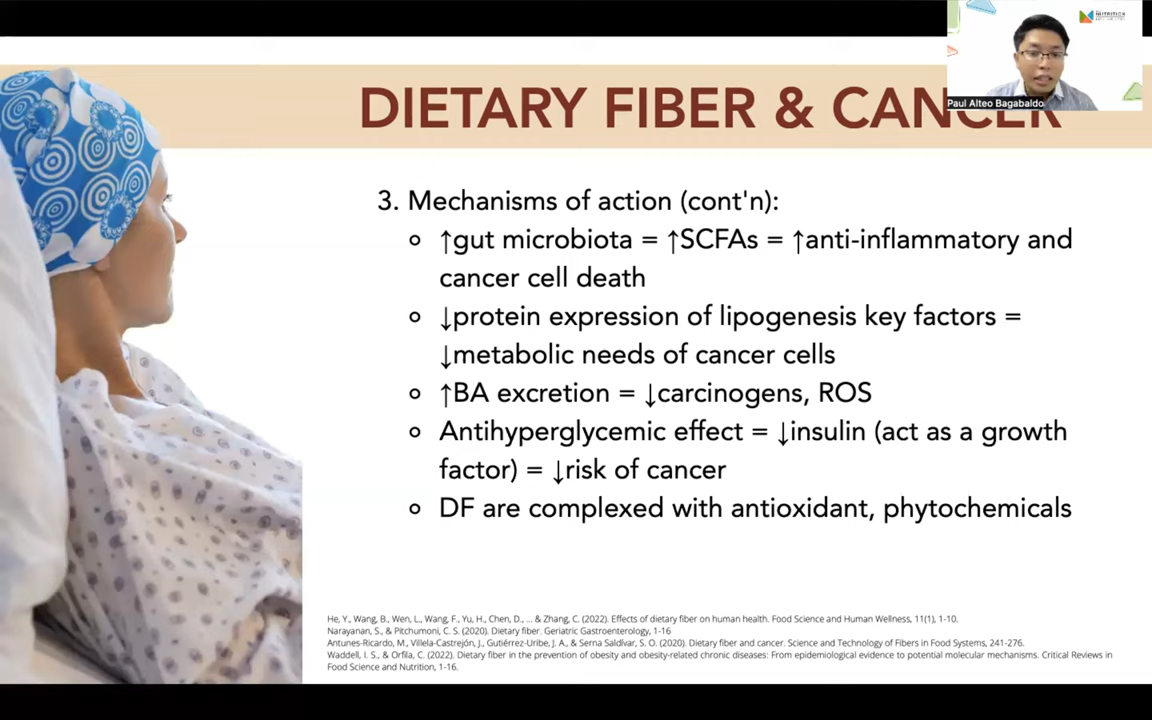 NUTRITION
Paul Alteo Bagabaldo
DIETARY FIBER & CANCER
3. Mechanisms of action (cont'n):
↑gut microbiota = ↑SCFAs = ↑anti-inflammatory and
cancer cell death
↓protein expression of lipogenesis key factors =
↓metabolic needs of cancer cells
↑BA excretion = ↓carcinogens, ROS
Antihyperglycemic effect = ↓insulin (act as a growth
factor) = ↓risk of cancer
DF are complexed with antioxidant, phytochemicals
He, Y., Wang, B., Wen, L., Wang, F., Yu, H., Chen, D., ... & Zhang, C. (2022). Effects of dietary fiber on human health. Food Science and Human Wellness, 11(1), 1-10.
Narayanan, S., & Pitchumoni, C. S. (2020). Dietary fiber. Geriatric Gastroenterology, 1-16
Antunes-Ricardo, M., Villela-Castrejón, J., Gutiérrez-Uribe, J. A., & Serna Saldívar, S. O. (2020). Dietary fiber and cancer. Science and Technology of Fibers in Food Systems, 241-276.
Waddell, I. S., & Orfila, C. (2022). Dietary fiber in the prevention of obesity and obesity-related chronic diseases: From epidemiological evidence to potential molecular mechanisms. Critical Reviews in
Food Science and Nutrition, 1-16.